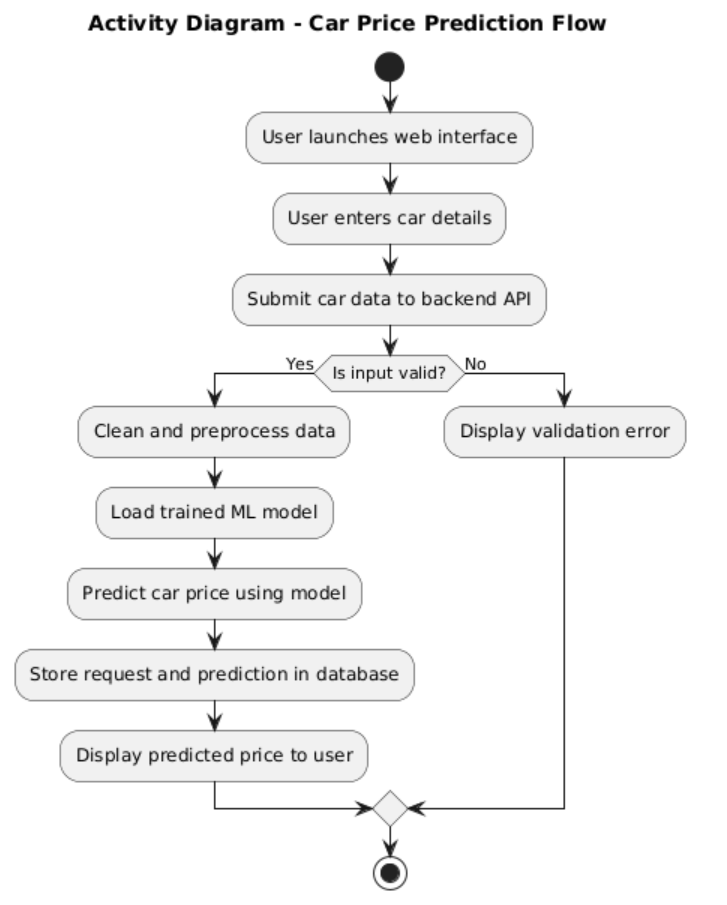 Activity Diagram - Car Price Prediction Flow
User launches web interface
User enters car details
Submit car data to backend API
Yes
Is input valid?
No
Clean and preprocess data
Display validation error
Load trained ML model
Predict car price using model
Store request and prediction in database
Display predicted price to user